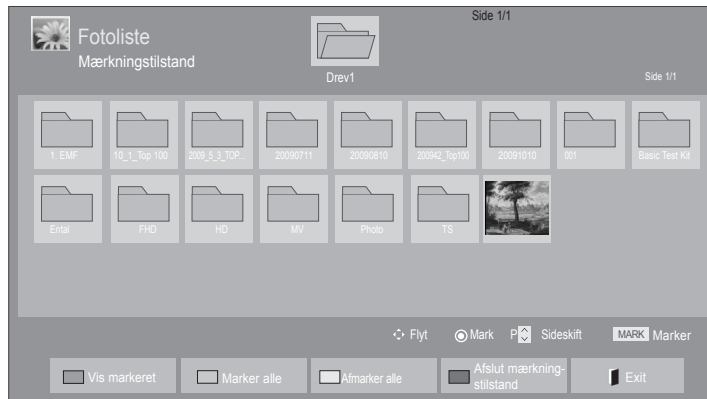 Side 1/1
Fotoliste
Mærkningstilstand
Drev1
Side 1/1
1. EMF
10_1_Top 100
2009_5_3_TOP...
20090711
20090810
200942_Top100
20091010
001
Basic Test Kit
Ental
FHD
HD
MV
Photo
TS
Flyt
Mark
P
Sideskift
MARK
Marker
Vis markeret
Marker alle
Afmarker alle
Afslut mærkning-
stilstand
Exit